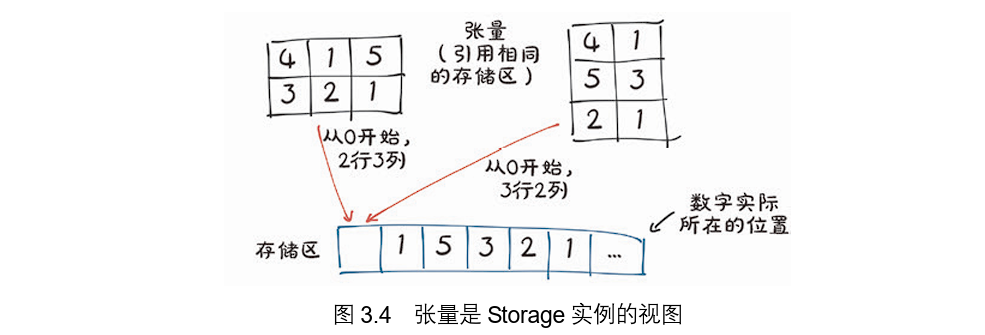 张量
（引用相同
的存储区）
4 1 5
3 2 1
4 1
5 3
2 1
从0开始，
2行3列
从0开始，
3行2列
数字实际
所在的位置
存储区
1 5 3 2 1 ...
图 3.4 张量是 Storage 实例的视图